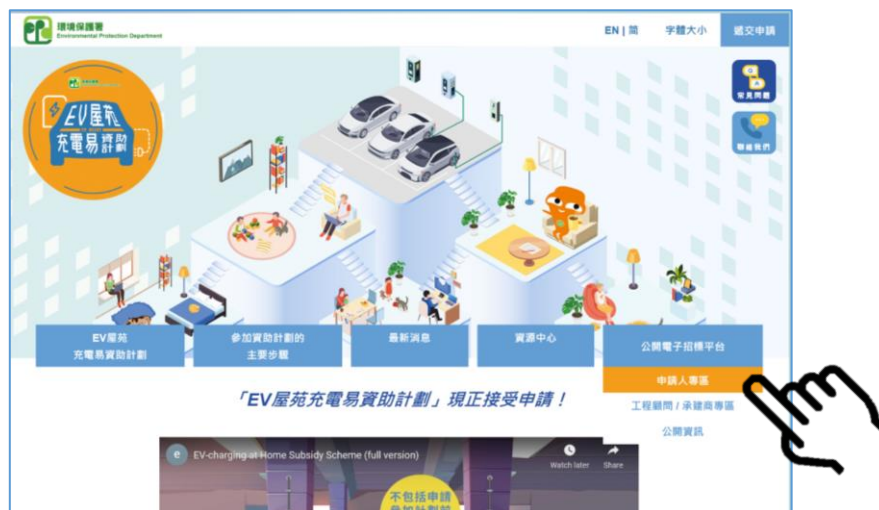 環境保護署
Environmental Protection Department
EN | 简
字體大小
遞交申請
EV屋苑
充電易資助計劃
常見問題
聯絡我們
EV屋苑
充電易資助計劃
參加資助計劃的
主要步驟
最新消息
資源中心
公開電子招標平台
申請人專區
工程顧問 / 承建商專區
公開資訊
「EV屋苑充電易資助計劃」現正接受申請！
e
EV-charging at Home Subsidy Scheme (full version)
Watch later
Share
不包括申請
參加計劃前